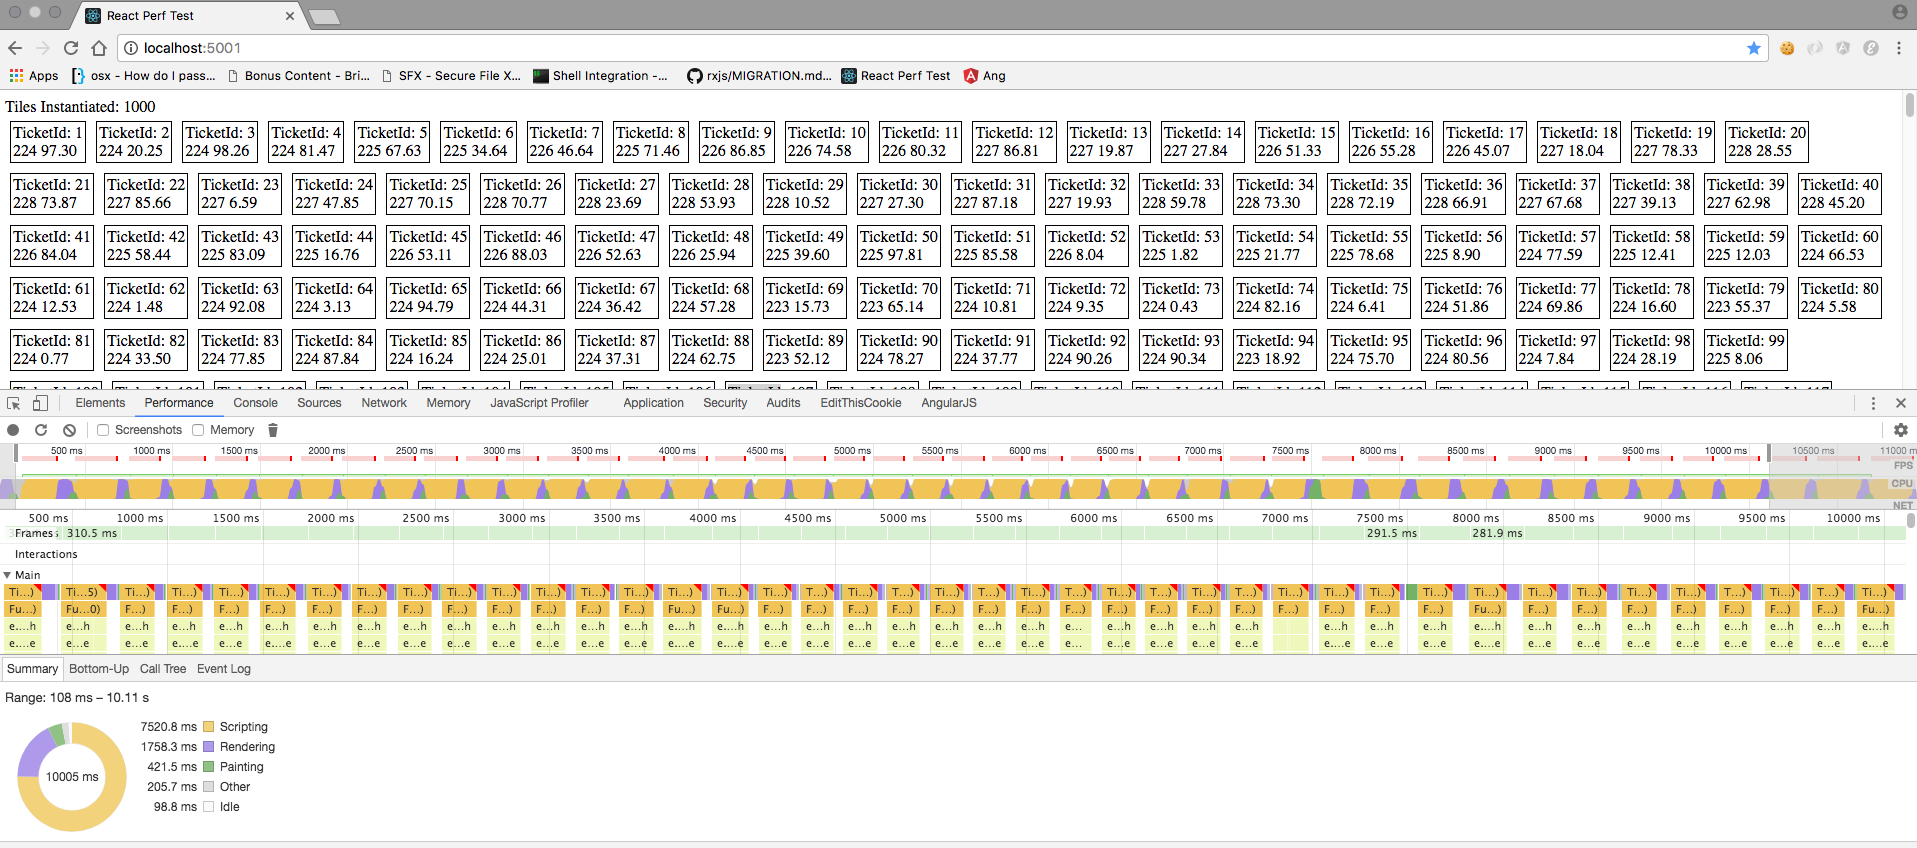 React Perf Test
localhost:5001
Apps osx - How do I pass... Bonus Content - Bri... SFX - Secure File X... Shell Integration -... rxjs/MIGRATION.md... React Perf Test Ang
Tiles Instantiated: 1000
TicketId: 1 TicketId: 2 TicketId: 3 TicketId: 4 TicketId: 5 TicketId: 6 TicketId: 7 TicketId: 8 TicketId: 9 TicketId: 10 TicketId: 11 TicketId: 12 TicketId: 13 TicketId: 14 TicketId: 15 TicketId: 16 TicketId: 17 TicketId: 18 TicketId: 19 TicketId: 20
224 97.30 224 20.25 224 98.26 224 81.47 225 67.63 225 34.64 226 46.64 225 71.46 226 86.85 226 74.58 226 80.32 227 86.81 227 19.87 227 27.84 226 51.33 226 55.28 226 45.07 227 18.04 227 78.33 228 28.55
TicketId: 21 TicketId: 22 TicketId: 23 TicketId: 24 TicketId: 25 TicketId: 26 TicketId: 27 TicketId: 28 TicketId: 29 TicketId: 30 TicketId: 31 TicketId: 32 TicketId: 33 TicketId: 34 TicketId: 35 TicketId: 36 TicketId: 37 TicketId: 38 TicketId: 39 TicketId: 40
228 73.87 227 85.66 227 6.59 227 47.85 227 70.15 228 70.77 228 23.69 228 53.93 228 10.52 227 27.30 227 87.18 227 19.93 228 59.78 228 73.30 228 72.19 228 66.91 227 67.68 227 39.13 227 62.98 228 45.20
TicketId: 41 TicketId: 42 TicketId: 43 TicketId: 44 TicketId: 45 TicketId: 46 TicketId: 47 TicketId: 48 TicketId: 49 TicketId: 50 TicketId: 51 TicketId: 52 TicketId: 53 TicketId: 54 TicketId: 55 TicketId: 56 TicketId: 57 TicketId: 58 TicketId: 59 TicketId: 60
226 84.04 225 58.44 225 83.09 225 16.76 226 53.11 226 88.03 226 52.63 226 25.94 225 39.60 225 97.81 225 85.58 226 8.04 225 1.82 225 21.77 225 78.68 225 8.90 224 77.59 225 12.41 225 12.03 224 66.53
TicketId: 61 TicketId: 62 TicketId: 63 TicketId: 64 TicketId: 65 TicketId: 66 TicketId: 67 TicketId: 68 TicketId: 69 TicketId: 70 TicketId: 71 TicketId: 72 TicketId: 73 TicketId: 74 TicketId: 75 TicketId: 76 TicketId: 77 TicketId: 78 TicketId: 79 TicketId: 80
224 12.53 224 1.48 224 92.08 224 3.13 225 94.79 224 44.31 224 36.42 224 57.28 223 15.73 223 65.14 224 10.81 224 9.35 224 0.43 224 82.16 224 6.41 224 51.86 224 69.86 224 16.60 223 55.37 224 5.58
TicketId: 81 TicketId: 82 TicketId: 83 TicketId: 84 TicketId: 85 TicketId: 86 TicketId: 87 TicketId: 88 TicketId: 89 TicketId: 90 TicketId: 91 TicketId: 92 TicketId: 93 TicketId: 94 TicketId: 95 TicketId: 96 TicketId: 97 TicketId: 98 TicketId: 99
224 0.77 224 33.50 224 77.85 224 87.84 224 16.24 224 25.01 224 37.31 224 62.75 223 52.12 224 78.27 224 37.77 224 90.26 224 90.34 223 18.92 224 75.70 224 80.56 224 7.84 224 28.19 225 8.06
Elements Performance Console Sources Network Memory JavaScript Profiler Application Security Audits EditThisCookie AngularJS
Screenshots Memory
500 ms 1000 ms 1500 ms 2000 ms 2500 ms 3000 ms 3500 ms 4000 ms 4500 ms 5000 ms 5500 ms 6000 ms 6500 ms 7000 ms 7500 ms 8000 ms 8500 ms 9000 ms 9500 ms 10000 ms 10500 ms 11000 m
FPS
CPU
NET
500 ms 1000 ms 1500 ms 2000 ms 2500 ms 3000 ms 3500 ms 4000 ms 4500 ms 5000 ms 5500 ms 6000 ms 6500 ms 7000 ms 7500 ms 8000 ms 8500 ms 9000 ms 9500 ms 10000 ms
Frames 310.5 ms 291.5 ms 281.9 ms
Interactions
Main
Summary Bottom-Up Call Tree Event Log
Range: 108 ms – 10.11 s
7520.8 ms Scripting
1758.3 ms Rendering
10005 ms 421.5 ms Painting
205.7 ms Other
98.8 ms Idle